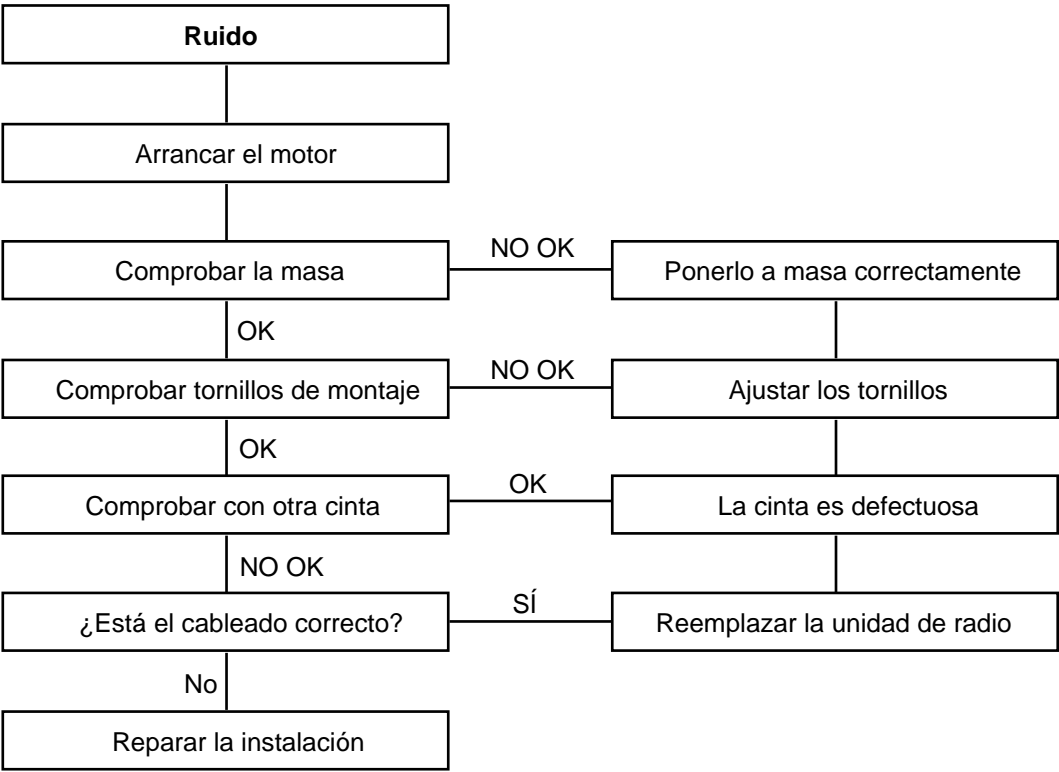 Ruido
Arrancar el motor
Comprobar la masa
NO OK
Ponerlo a masa correctamente
OK
Comprobar tornillos de montaje
NO OK
Ajustar los tornillos
OK
Comprobar con otra cinta
OK
La cinta es defectuosa
NO OK
¿Está el cableado correcto?
SÍ
Reemplazar la unidad de radio
No
Reparar la instalación